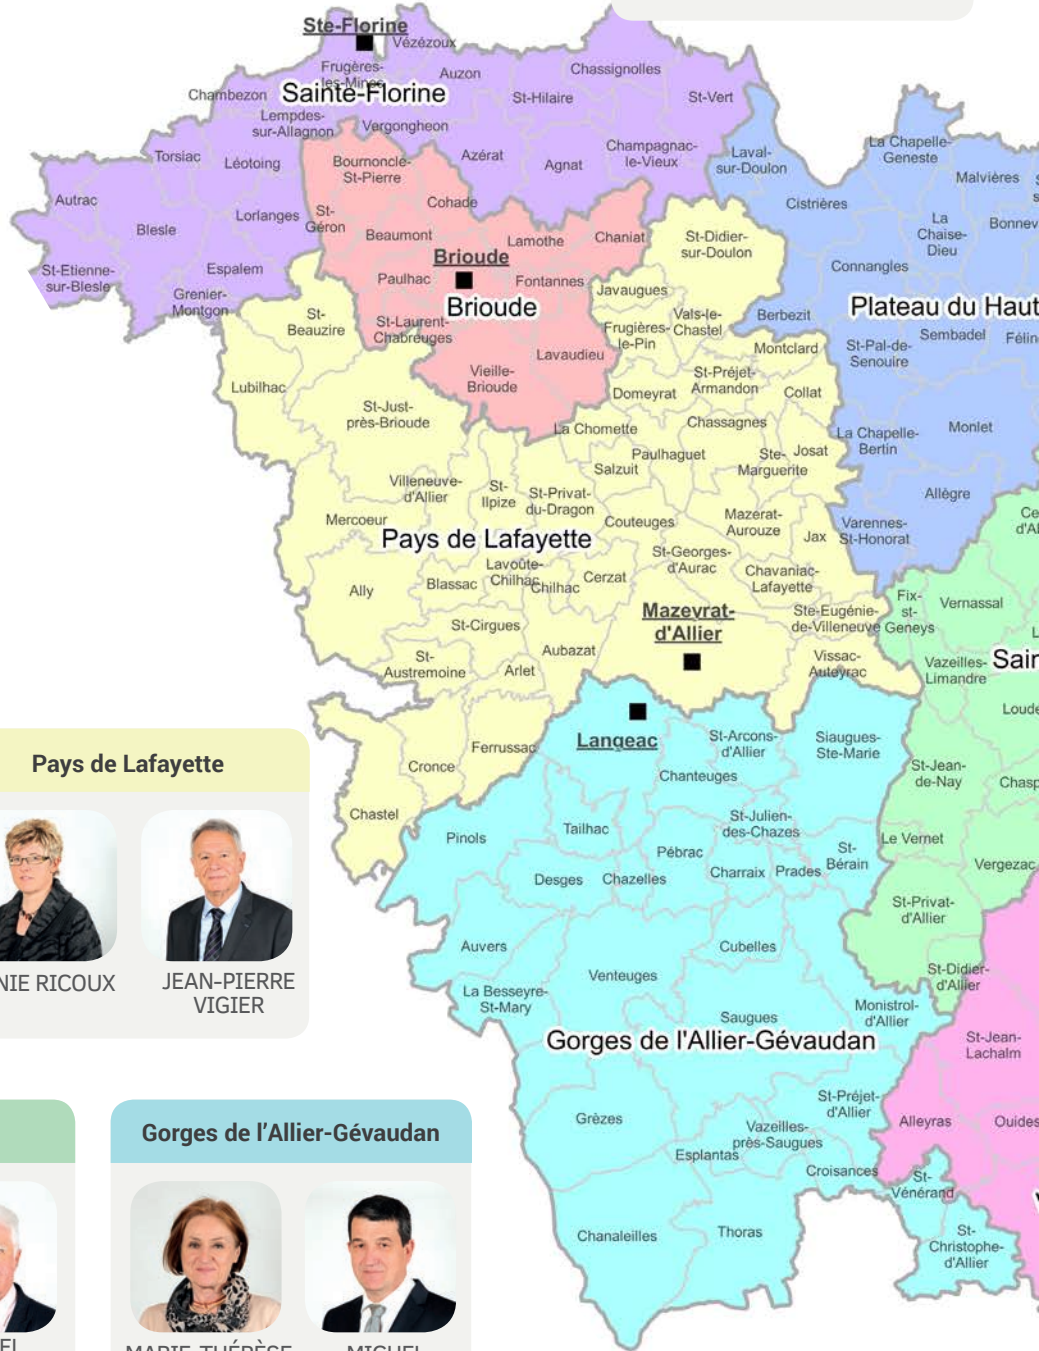 Ste-Florine
Vézézoux
Frugères-
les-Mines
Auzon
Chassignolles
Chambezon
Sainte-Florine
St-Hilaire
St-Vert
Lempdes-
sur-Allagnon
Vergongheon
Torsiac
Léotoing
Bournoncle-
St-Pierre
Azérat
Agnat
Champagnac-
le-Vieux
Laval-
sur-Doulon
La Chapelle-
Geneste
Malvières
Autrac
Blesle
Lorlanges
St-
Géron
Cohade
Beaumont
Lamothe
Chaniat
St-Didier-
sur-Doulon
Cistrières
La
Chaise-
Dieu
Bonnev
St-Etienne-
sur-Blesle
Espalem
Grenier-
Montgon
Paulhac
Brioude
Fontannes
Brioude
Javaugues
Connangles
Plateau du Haut
St-
Beauzire
St-Laurent-
Chabreuges
Lavaudieu
Frugières-
le-Pin
Vals-le-
Chastel
Berbezit
Montclard
St-Pal-de-
Senouire
Sembadel
Félin
Lubilhac
Vieille-
Brioude
Domeyrat
St-Préjet-
Armandon
Collat
St-Just-
près-Brioude
La Chomette
Chassagnes
La Chapelle-
Bertin
Monlet
Salzuit
Paulhaguet
Ste-
Marguerite
Josat
Villeneuve-
d'Allier
St-
Ilpize
St-Privat-
du-Dragon
Allègre
Mercoeur
Pays de Lafayette
Couteuges
Mazerat-
Aurouze
Jax
Varennes-
St-Honorat
Ce
d'Al
Ally
Blassac
Lavoûte-
Chilhac
Chilhac
Cerzat
St-Georges-
d'Aurac
Chavaniac-
Lafayette
Fix-
st-
Geneys
Vernassal
St-Cirgues
Mazeyrat-
d'Allier
Ste-Eugénie-
de-Villeneuve
St-
Austremoine
Arlet
Aubazat
Vissac-
Auteyrac
Vazeilles-
Limandre
L
Sain
Loude
Ferrussac
Langeac
St-Arcons-
d'Allier
Siaugues-
Ste-Marie
Cronce
Chanteuges
St-Jean-
de-Nay
Chasp
Chastel
Pinols
Tailhac
St-Julien-
des-Chazes
Pébrac
St-
Bérain
Le Vernet
Desges
Chazelles
Charraix
Prades
Vergezac
St-Privat-
d'Allier
Auvers
Venteuges
Cubelles
St-Didier-
d'Allier
La Besseyre-
St-Mary
Saugues
Monistrol-
d'Allier
St-Jean-
Lachalm
Gorges de l'Allier-Gévaudan
Grèzes
St-Préjet-
d'Allier
Alleyras
Ouides
Vazeilles-
près-Saugues
Esplantas
Croisances
St-
Vénérand
Chanaleilles
Thoras
St-
Christophe-
d'Allier
Pays de Lafayette
NIE RICOUX
JEAN-PIERRE
VIGIER
Gorges de l’Allier-Gévaudan
MARIE-THÉRÈSE
MICHEL